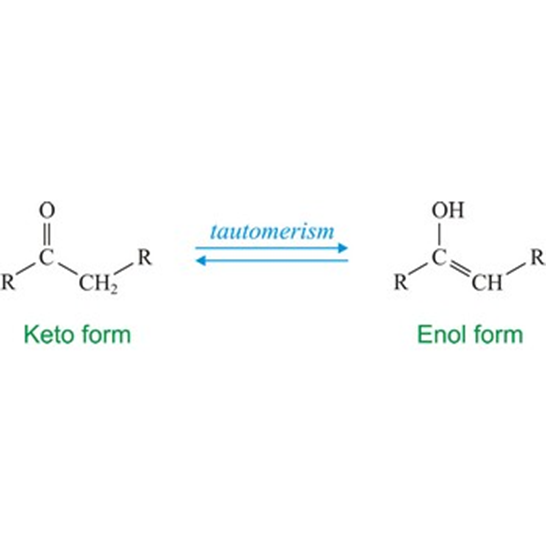 O
C
R
CH₂
R
Keto form
tautomerism
OH
C
R
CH
R
Enol form